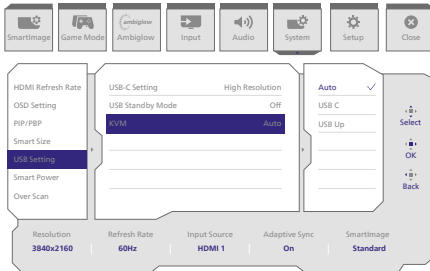 SmartImage
Game Mode
ambiglow
Ambiglow
Input
Audio
System
Setup
Close
HDMI Refresh Rate
OSD Setting
PIP/PBP
Smart Size
USB Setting
Smart Power
Over Scan
USB-C Setting High Resolution
USB Standby Mode Off
KVM Auto
Auto
USB C
USB Up
Select
OK
Back
Resolution Refresh Rate Input Source Adaptive Sync SmartImage
3840x2160 60Hz HDMI 1 On Standard